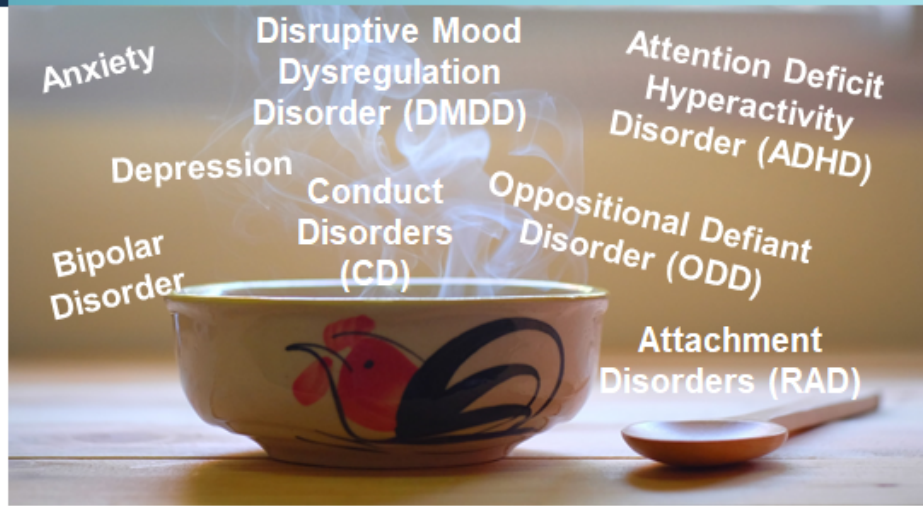 Anxiety
Disruptive Mood
Dysregulation
Disorder (DMDD)
Attention Deficit
Hyperactivity
Disorder (ADHD)
Depression
Conduct
Disorders
(CD)
Oppositional Defiant
Disorder (ODD)
Bipolar
Disorder
Attachment
Disorders (RAD)